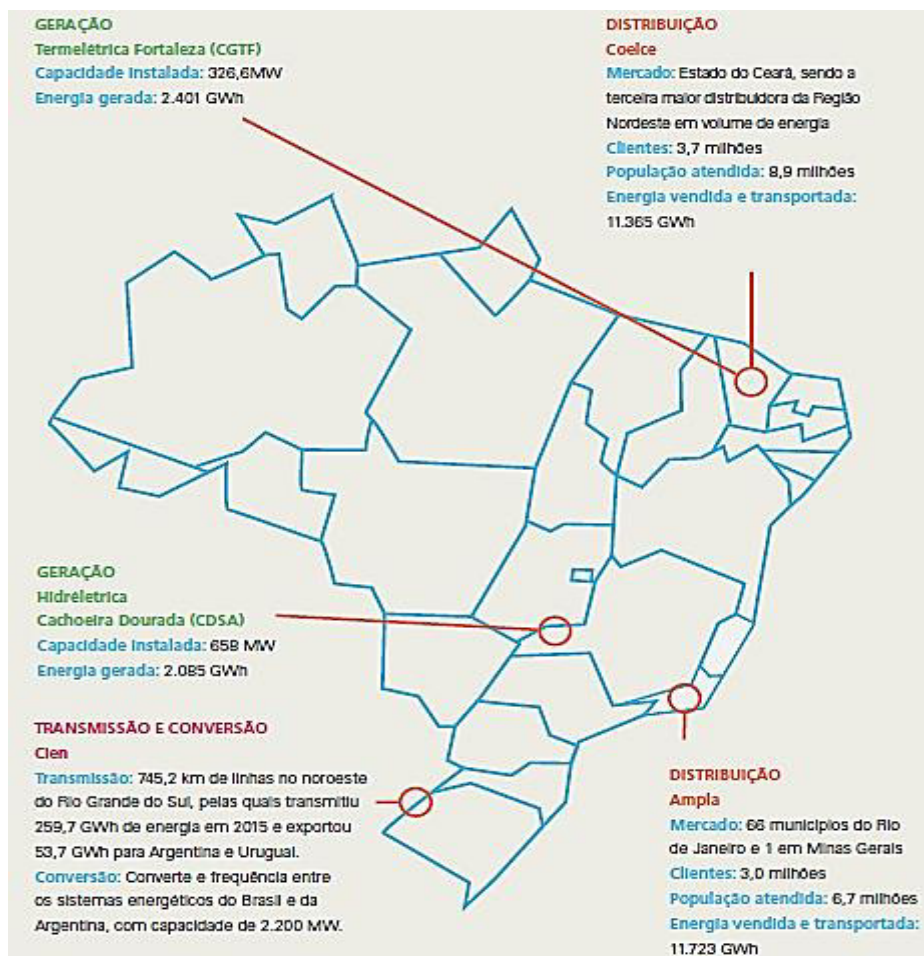 GERAÇÃO
Termelétrica Fortaleza (CGTF)
Capacidade Instalada: 326,6MW
Energia gerada: 2.401 GWh
DISTRIBUIÇÃO
Coelce
Mercado: Estado do Ceará, sendo a
terceira maior distribuidora da Região
Nordeste em volume de energia
Clientes: 3,7 milhões
População atendida: 8,9 milhões
Energia vendida e transportada:
11.365 GWh
GERAÇÃO
Hidréletrica
Cachoeira Dourada (CDSA)
Capacidade Instalada: 658 MW
Energia gerada: 2.085 GWh
TRANSMISSÃO E CONVERSÃO
Cien
Transmissão: 745,2 km de linhas no noroeste
do Rio Grande do Sul, pelas quais transmitiu
259,7 GWh de energia em 2015 e exportou
53,7 GWh para Argentina e Uruguai.
Conversão: Converte e frequência entre
os sistemas energéticos do Brasil e da
Argentina, com capacidade de 2.200 MW.
DISTRIBUIÇÃO
Ampla
Mercado: 66 municípios do Rio
de Janeiro e 1 em Minas Gerais
Clientes: 3,0 milhões
População atendida: 6,7 milhões
Energia vendida e transportada:
11.723 GWh